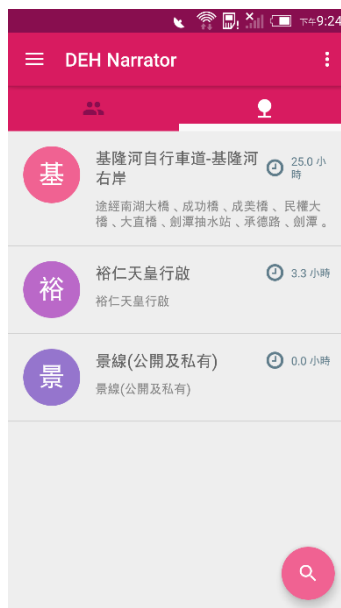 下午9:24
DEH Narrator
基
基隆河自行車道-基隆河
右岸
25.0 小
時
途經南湖大橋、成功橋、成美橋、民權大
橋、大直橋、劍潭抽水站、承德路、劍潭。
裕
裕仁天皇行啟
3.3 小時
裕仁天皇行啟
景
景線(公開及私有)
0.0 小時
景線(公開及私有)